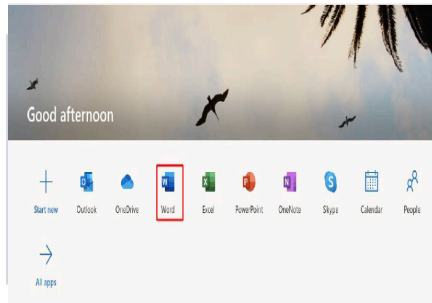 Good afternoon
Start new
Outlook
OneDrive
Word
Excel
PowerPoint
OneNote
Skype
Calendar
People
All apps